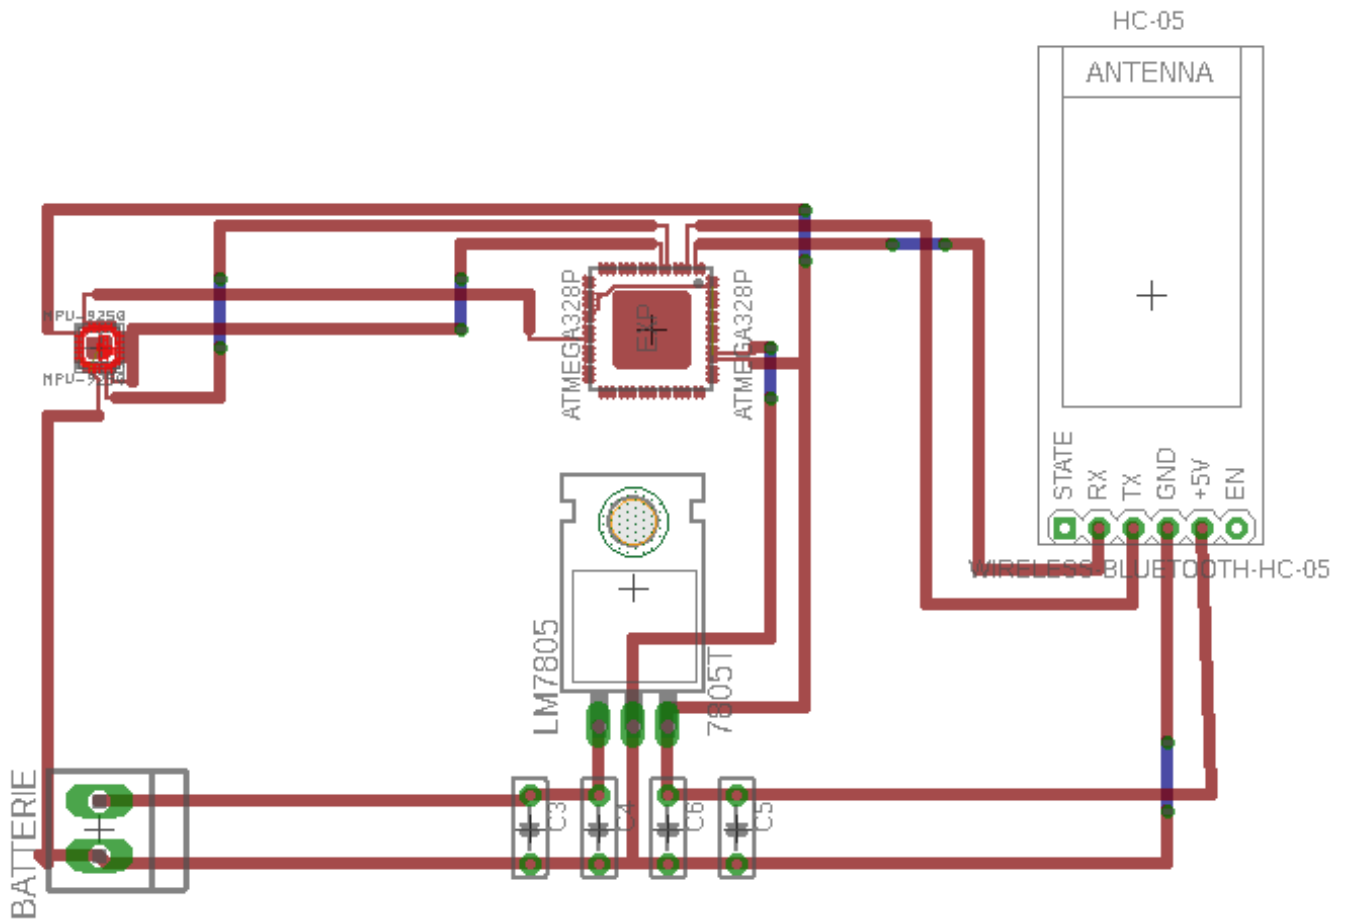 HC-05
ANTENNA
MPU-9250
MPU-9250
ATMEGA328P
EXP
ATMEGA328P
STATE
RX
TX
GND
+5V
EN
WIRELESS-BLUETOOTH-HC-05
LM7805
7805T
BATTERIE
C3
C4
C6
C5